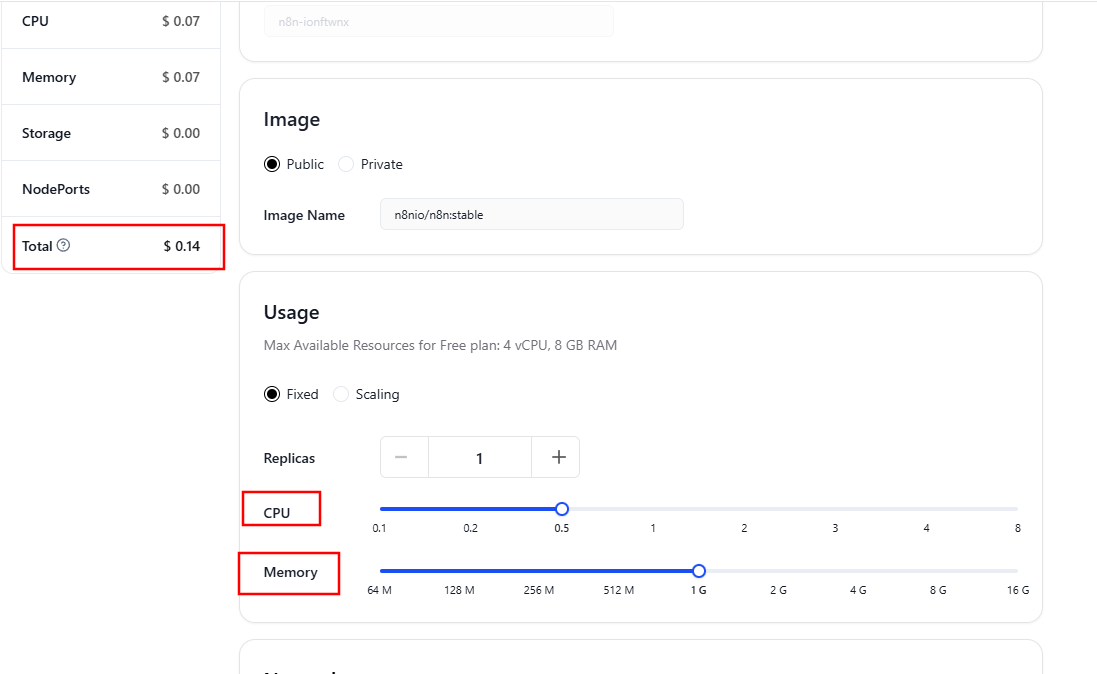 CPU $ 0.07
Memory $ 0.07
Storage $ 0.00
NodePorts $ 0.00
Total $ 0.14
n8n-ionftwnx
Image
Public Private
Image Name n8nio/n8n:stable
Usage
Max Available Resources for Free plan: 4 vCPU, 8 GB RAM
Fixed Scaling
Replicas 1
CPU
0.1 0.2 0.5 1 2 3 4 8
Memory
64 M 128 M 256 M 512 M 1 G 2 G 4 G 8 G 16 G